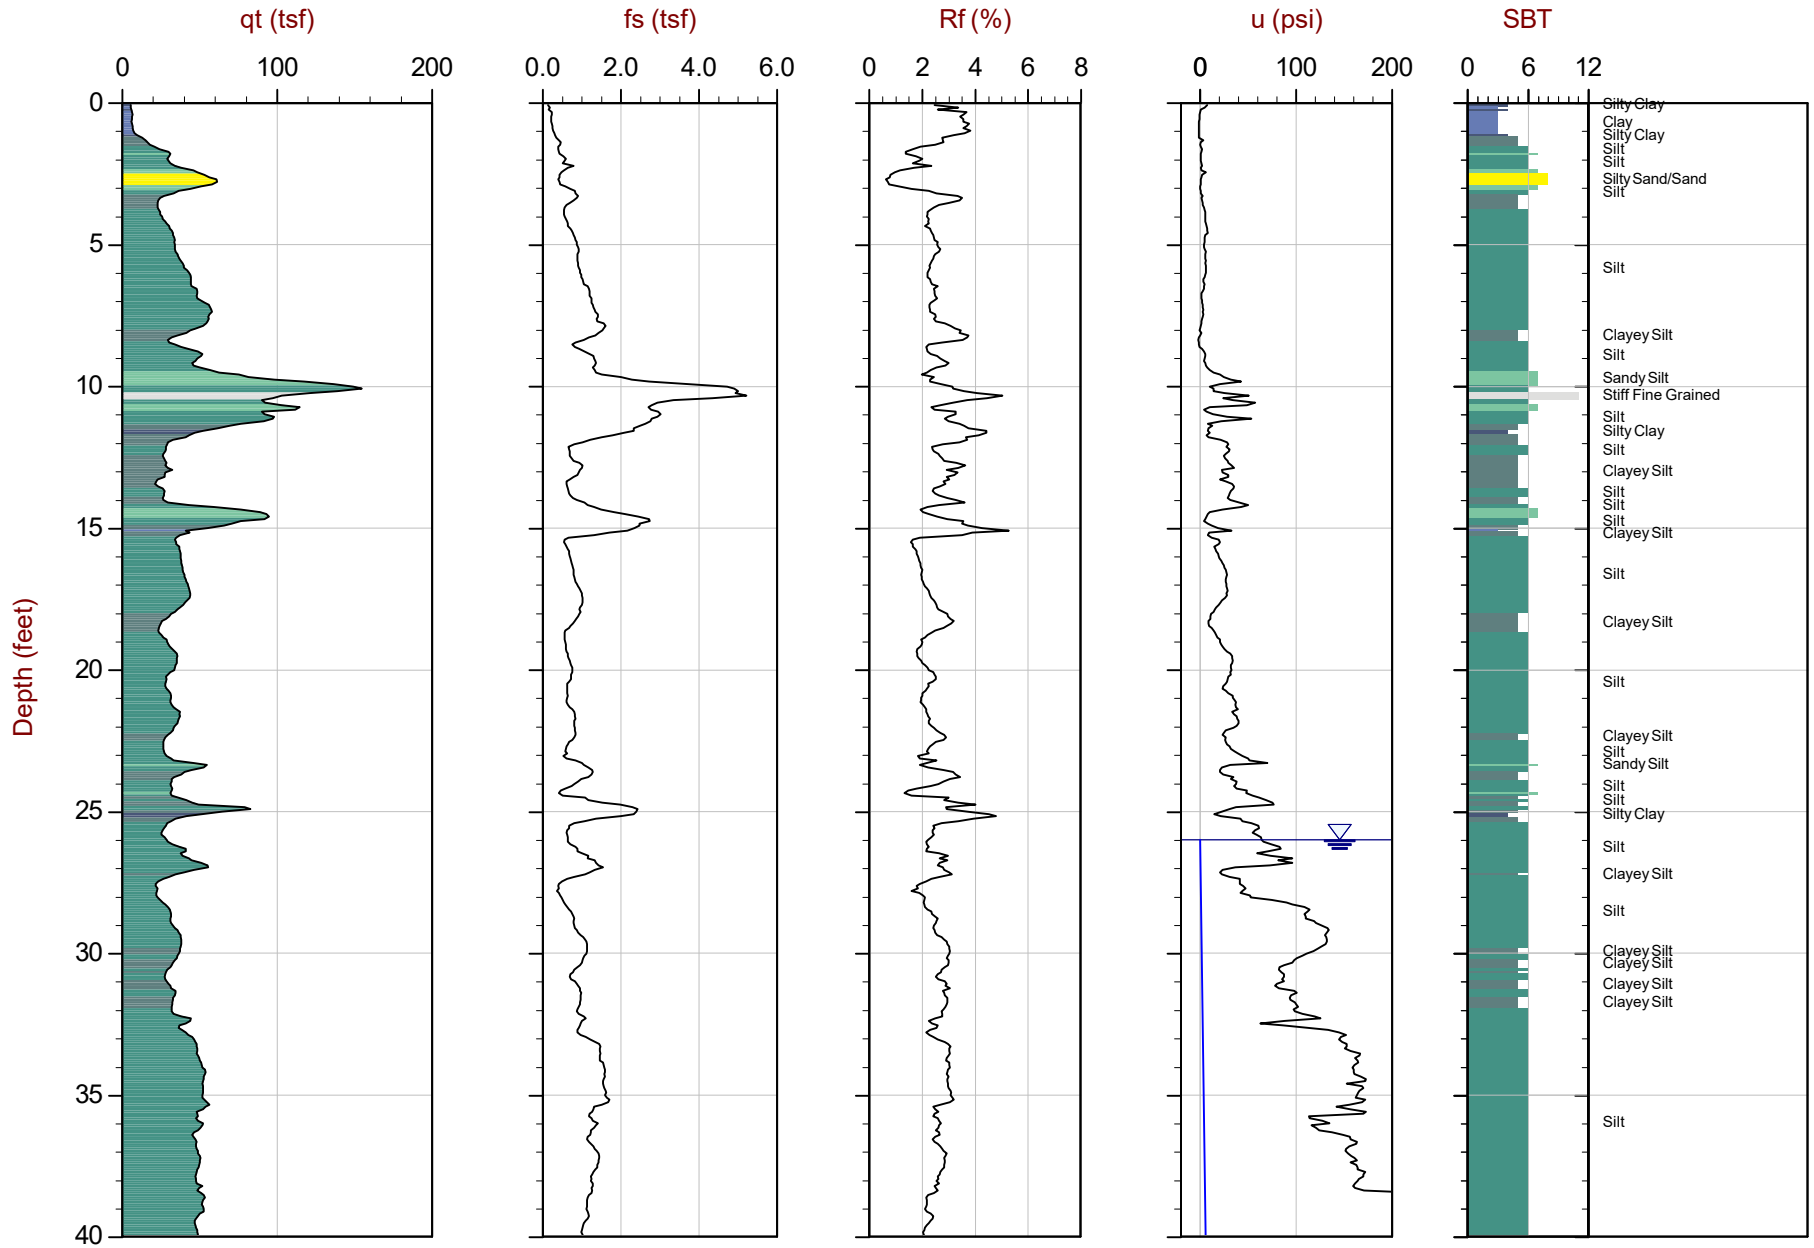 qt (tsf) fs (tsf) Rf (%) u (psi) SBT
0 100 200 0.0 2.0 4.0 6.0 0 2 4 6 8 0 100 200 0 6 12
Depth (feet)
0
5
10
15
20
25
30
35
40
Silty Clay
Clay
Silty Clay
Silt
Silt
Silty Sand/Sand
Silt
Silt
Clayey Silt
Silt
Sandy Silt
Stiff Fine Grained
Silt
Silty Clay
Silt
Clayey Silt
Silt
Silt
Silt
Clayey Silt
Silt
Clayey Silt
Silt
Clayey Silt
Silt
Sandy Silt
Silt
Silt
Silty Clay
Silt
Clayey Silt
Silt
Clayey Silt
Clayey Silt
Clayey Silt
Clayey Silt
Silt